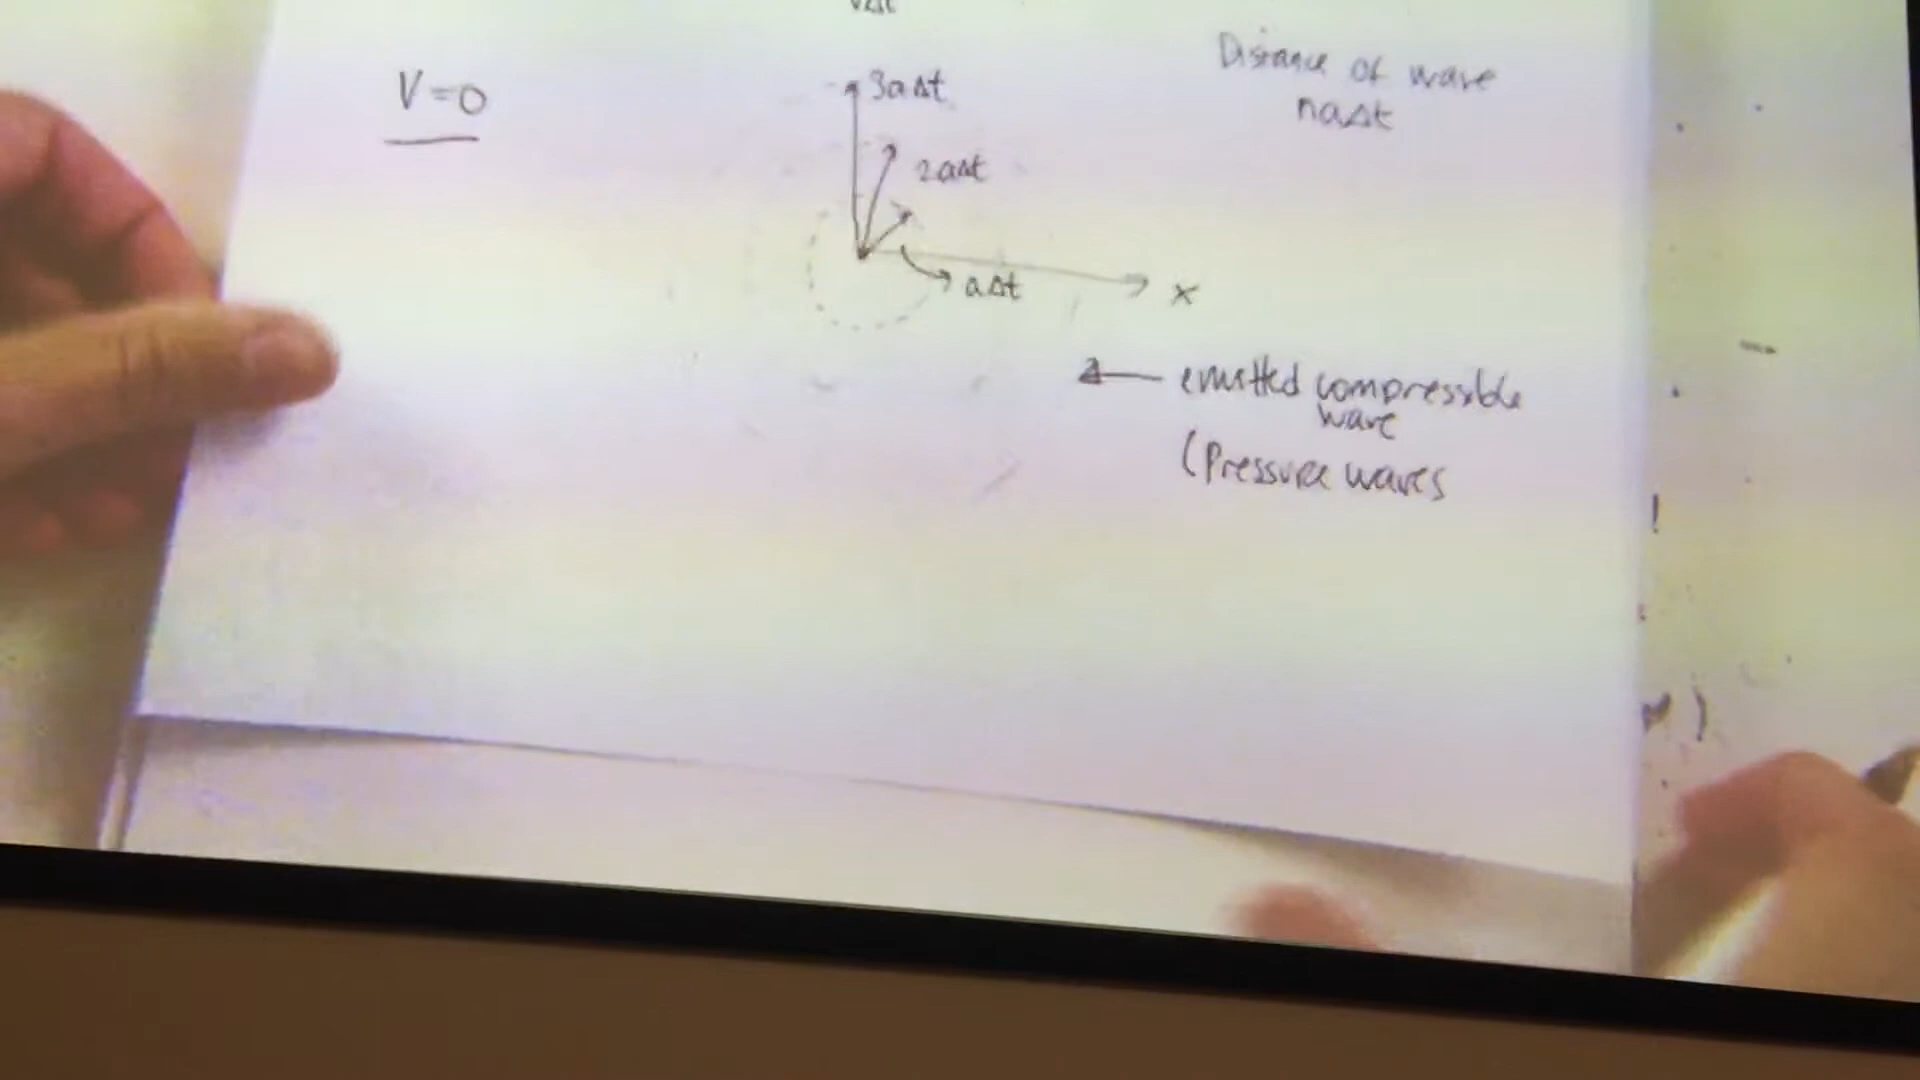 V=0
3aΔt
2aΔt
aΔt
x
Distance of wave
naΔt
emitted compressible
wave
(Pressure waves
!
)